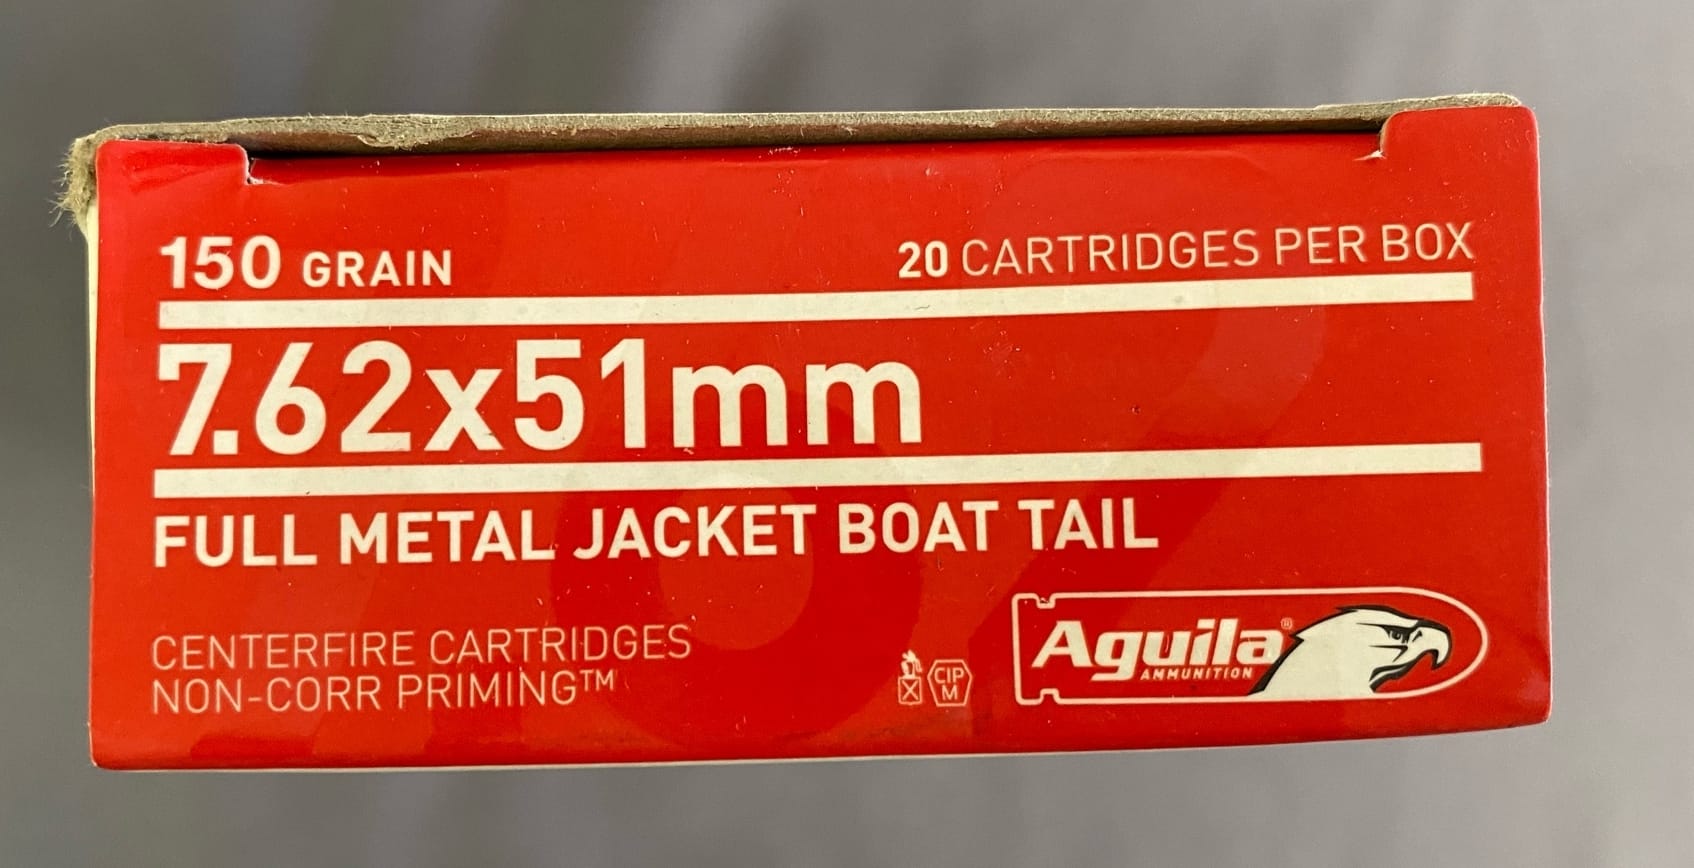 150 GRAIN
20 CARTRIDGES PER BOX
7.62x51mm
FULL METAL JACKET BOAT TAIL
CENTERFIRE CARTRIDGES
NON-CORR PRIMING™
CIP
M
Aguila®
AMMUNITION